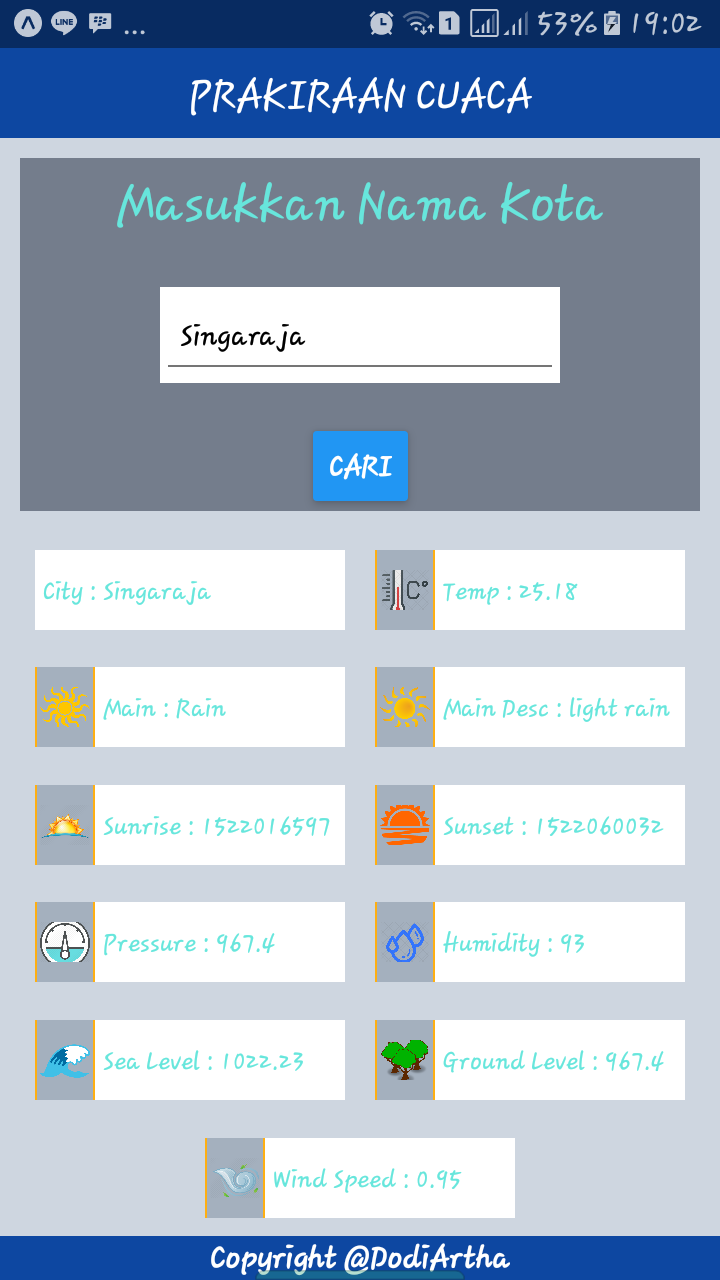 LINE
...
1
53% 19:02
PRAKIRAAN CUACA
Masukkan Nama Kota
Singaraja
CARI
City : Singaraja
C° Temp : 25.18
Main : Rain
Main Desc : light rain
Sunrise : 1522016597
Sunset : 1522060032
Pressure : 967.4
Humidity : 93
Sea Level : 1022.23
Ground Level : 967.4
Wind Speed : 0.95
Copyright @DodiArtha